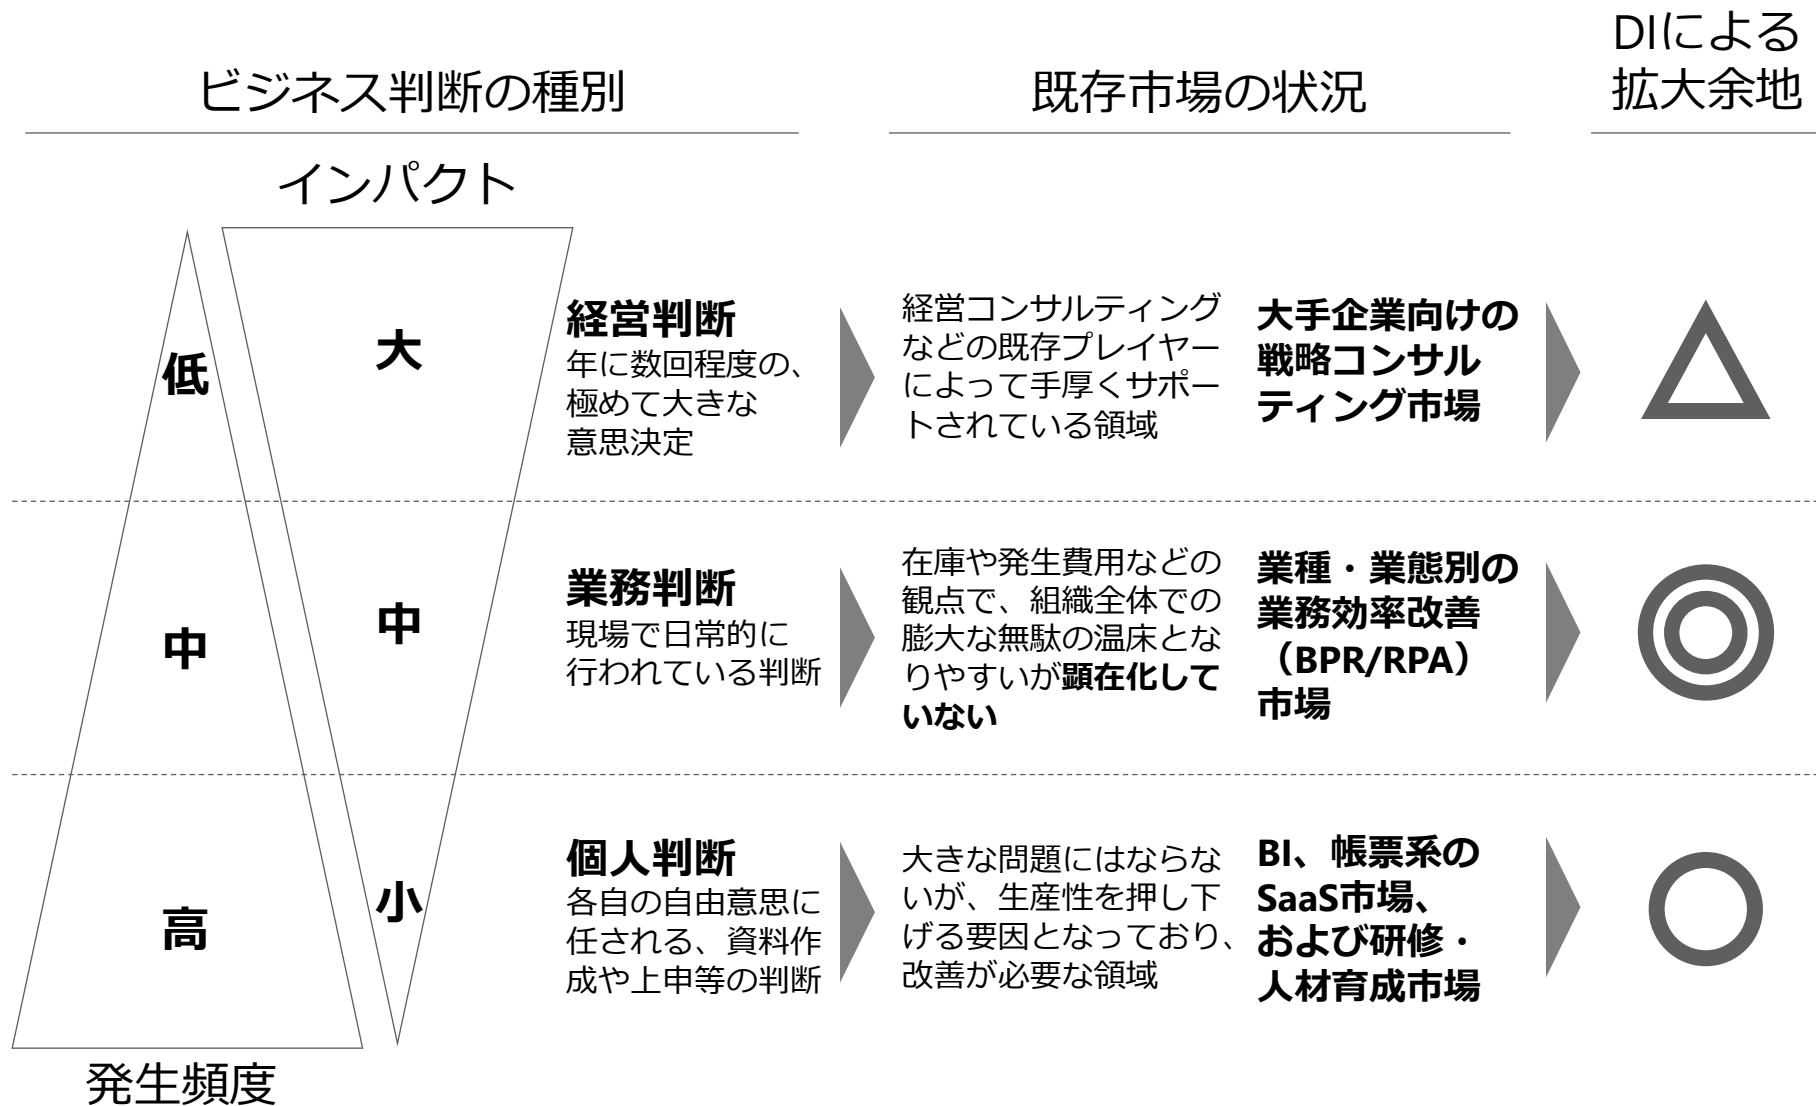 ビジネス判断の種別
既存市場の状況
DIによる
拡大余地
インパクト
低
大
経営判断
年に数回程度の、
極めて大きな
意思決定
経営コンサルティング
などの既存プレイヤー
によって手厚くサポー
トされている領域
大手企業向けの
戦略コンサル
ティング市場
中
中
業務判断
現場で日常的に
行われている判断
在庫や発生費用などの
観点で、組織全体での
膨大な無駄の温床とな
りやすいが顕在化して
いない
業種・業態別の
業務効率改善
（BPR/RPA）
市場
高
小
個人判断
各自の自由意思に
任される、資料作
成や上申等の判断
大きな問題にはならな
いが、生産性を押し下
げる要因となっており、
改善が必要な領域
BI、帳票系の
SaaS市場、
および研修・
人材育成市場
発生頻度